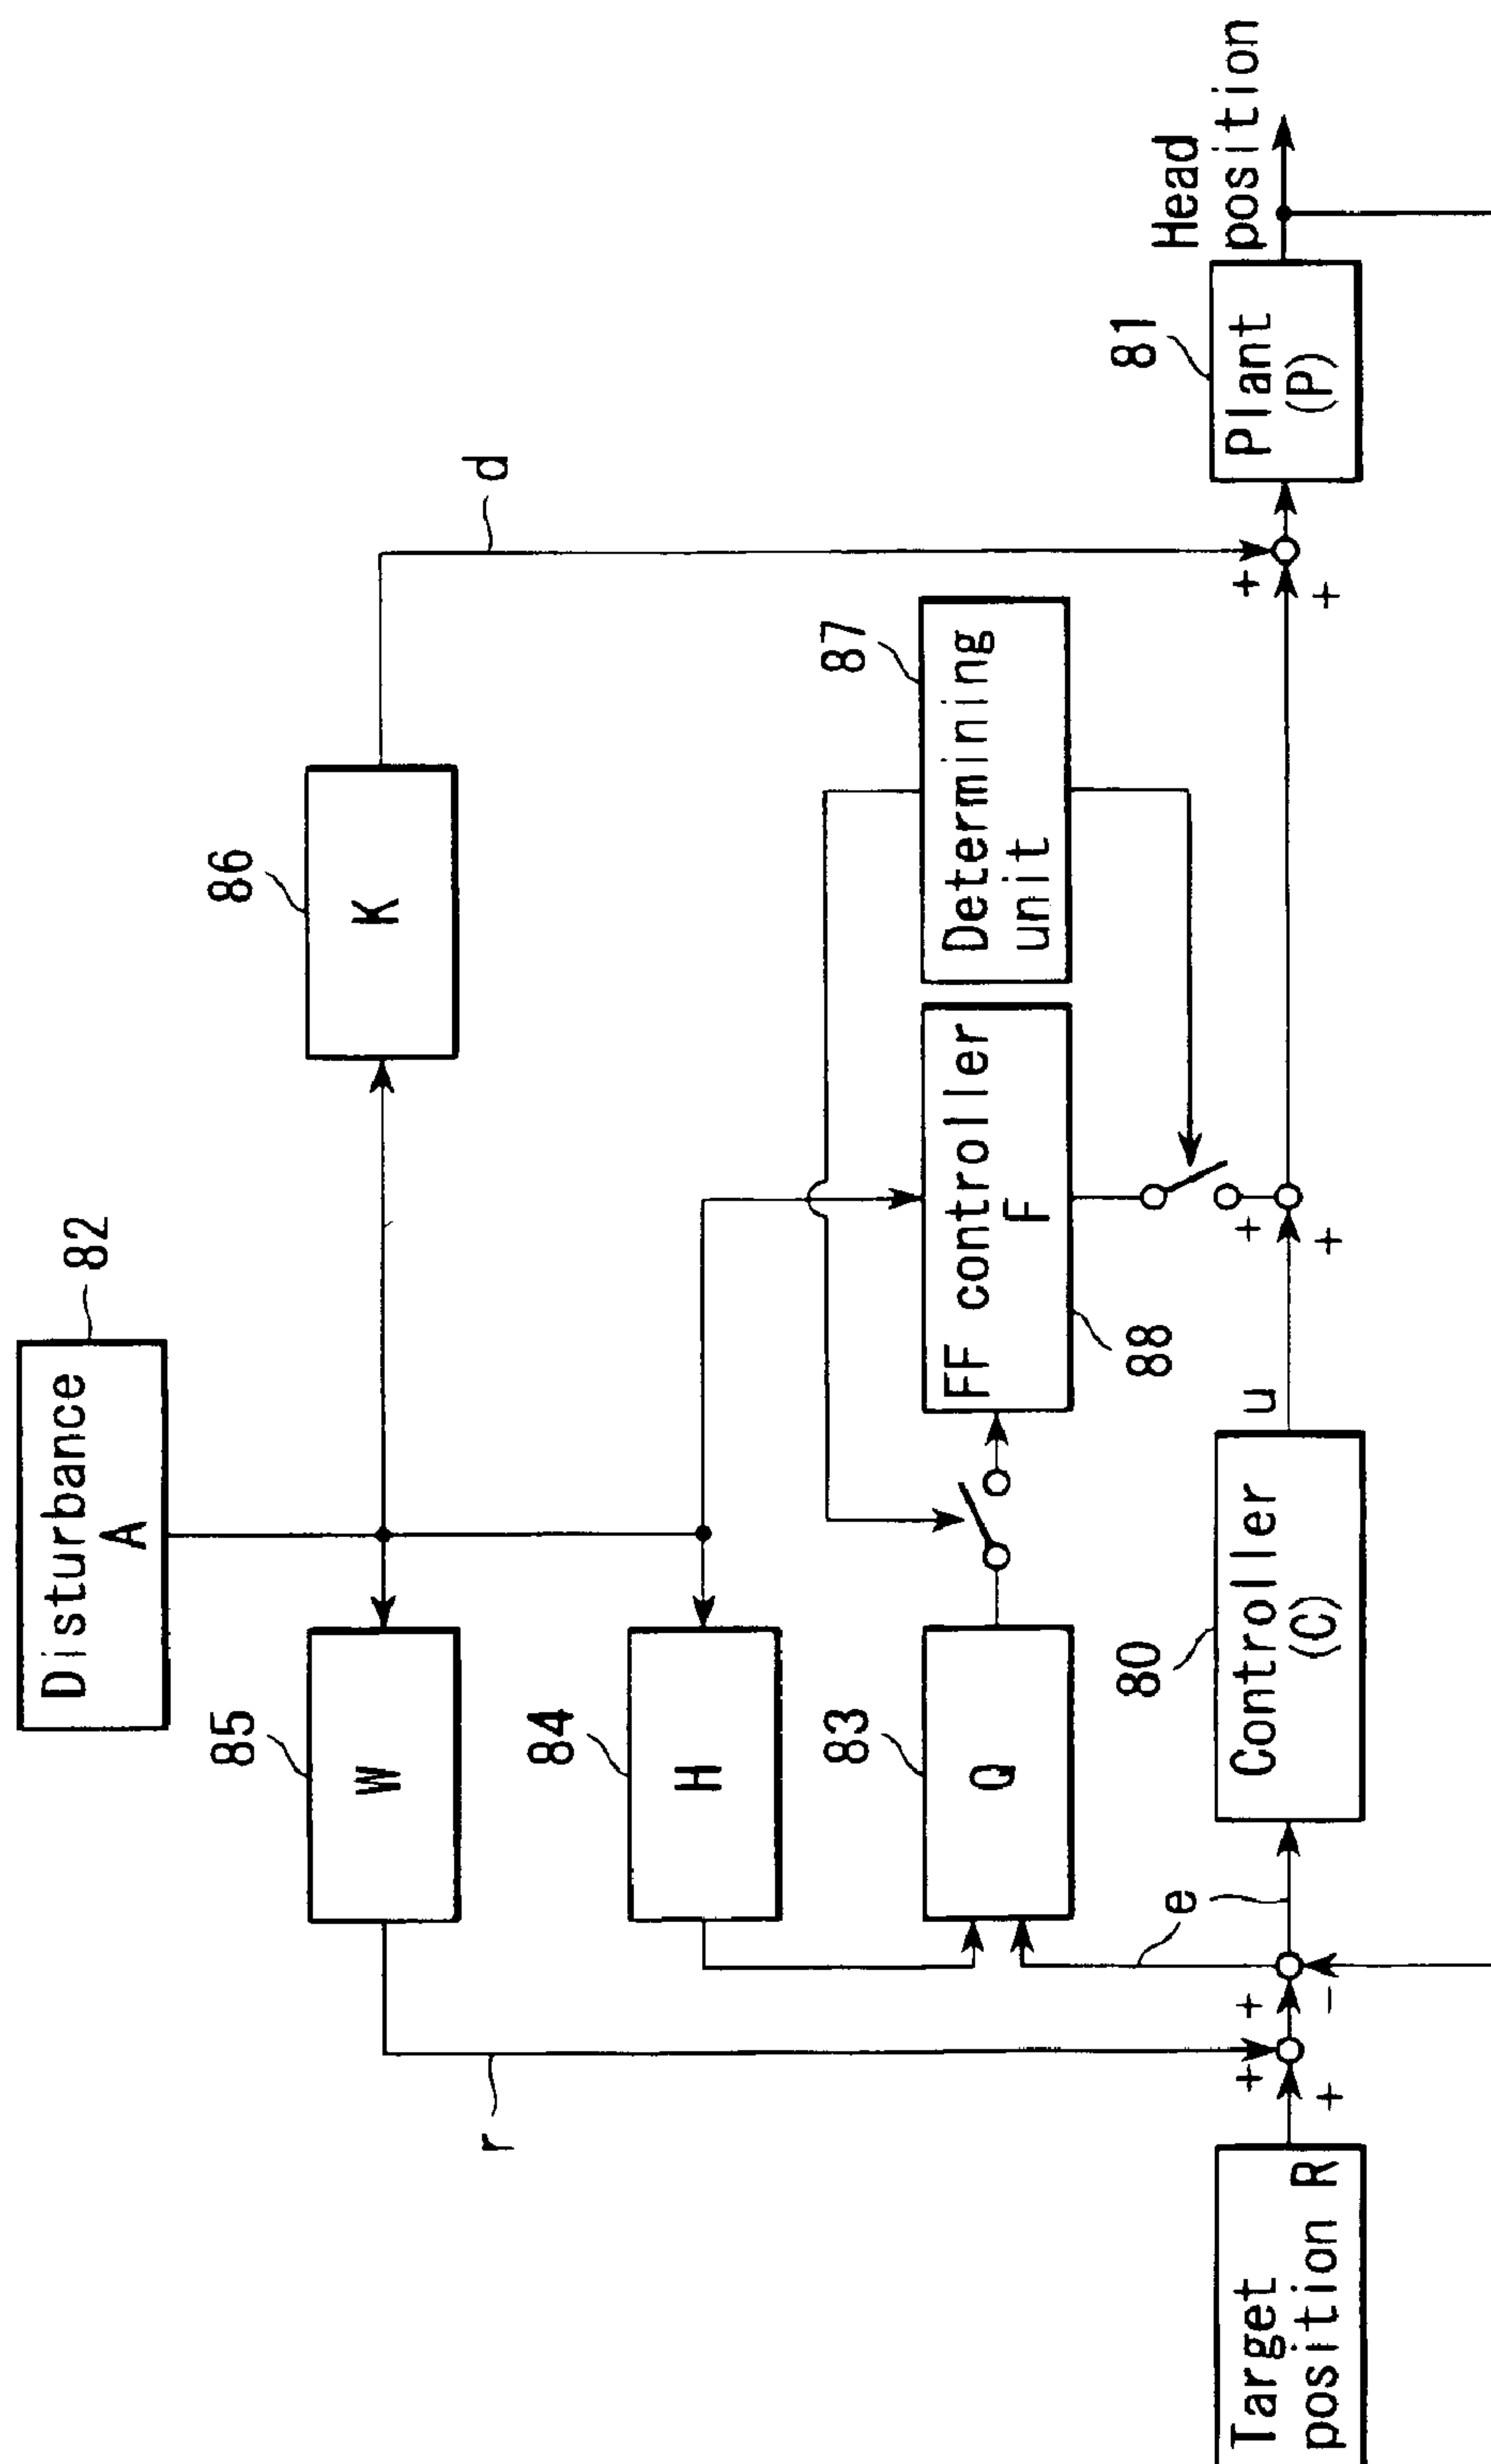 Disturbance
A
82
85
W
86
K
r
d
84
H
83
Q
87
Determining
unit
FF controller
F
88
e
80
Controller
(C)
u
81
Plant
(P)
Head
position
Target
position R
+
+
+
-
+
+
+
+